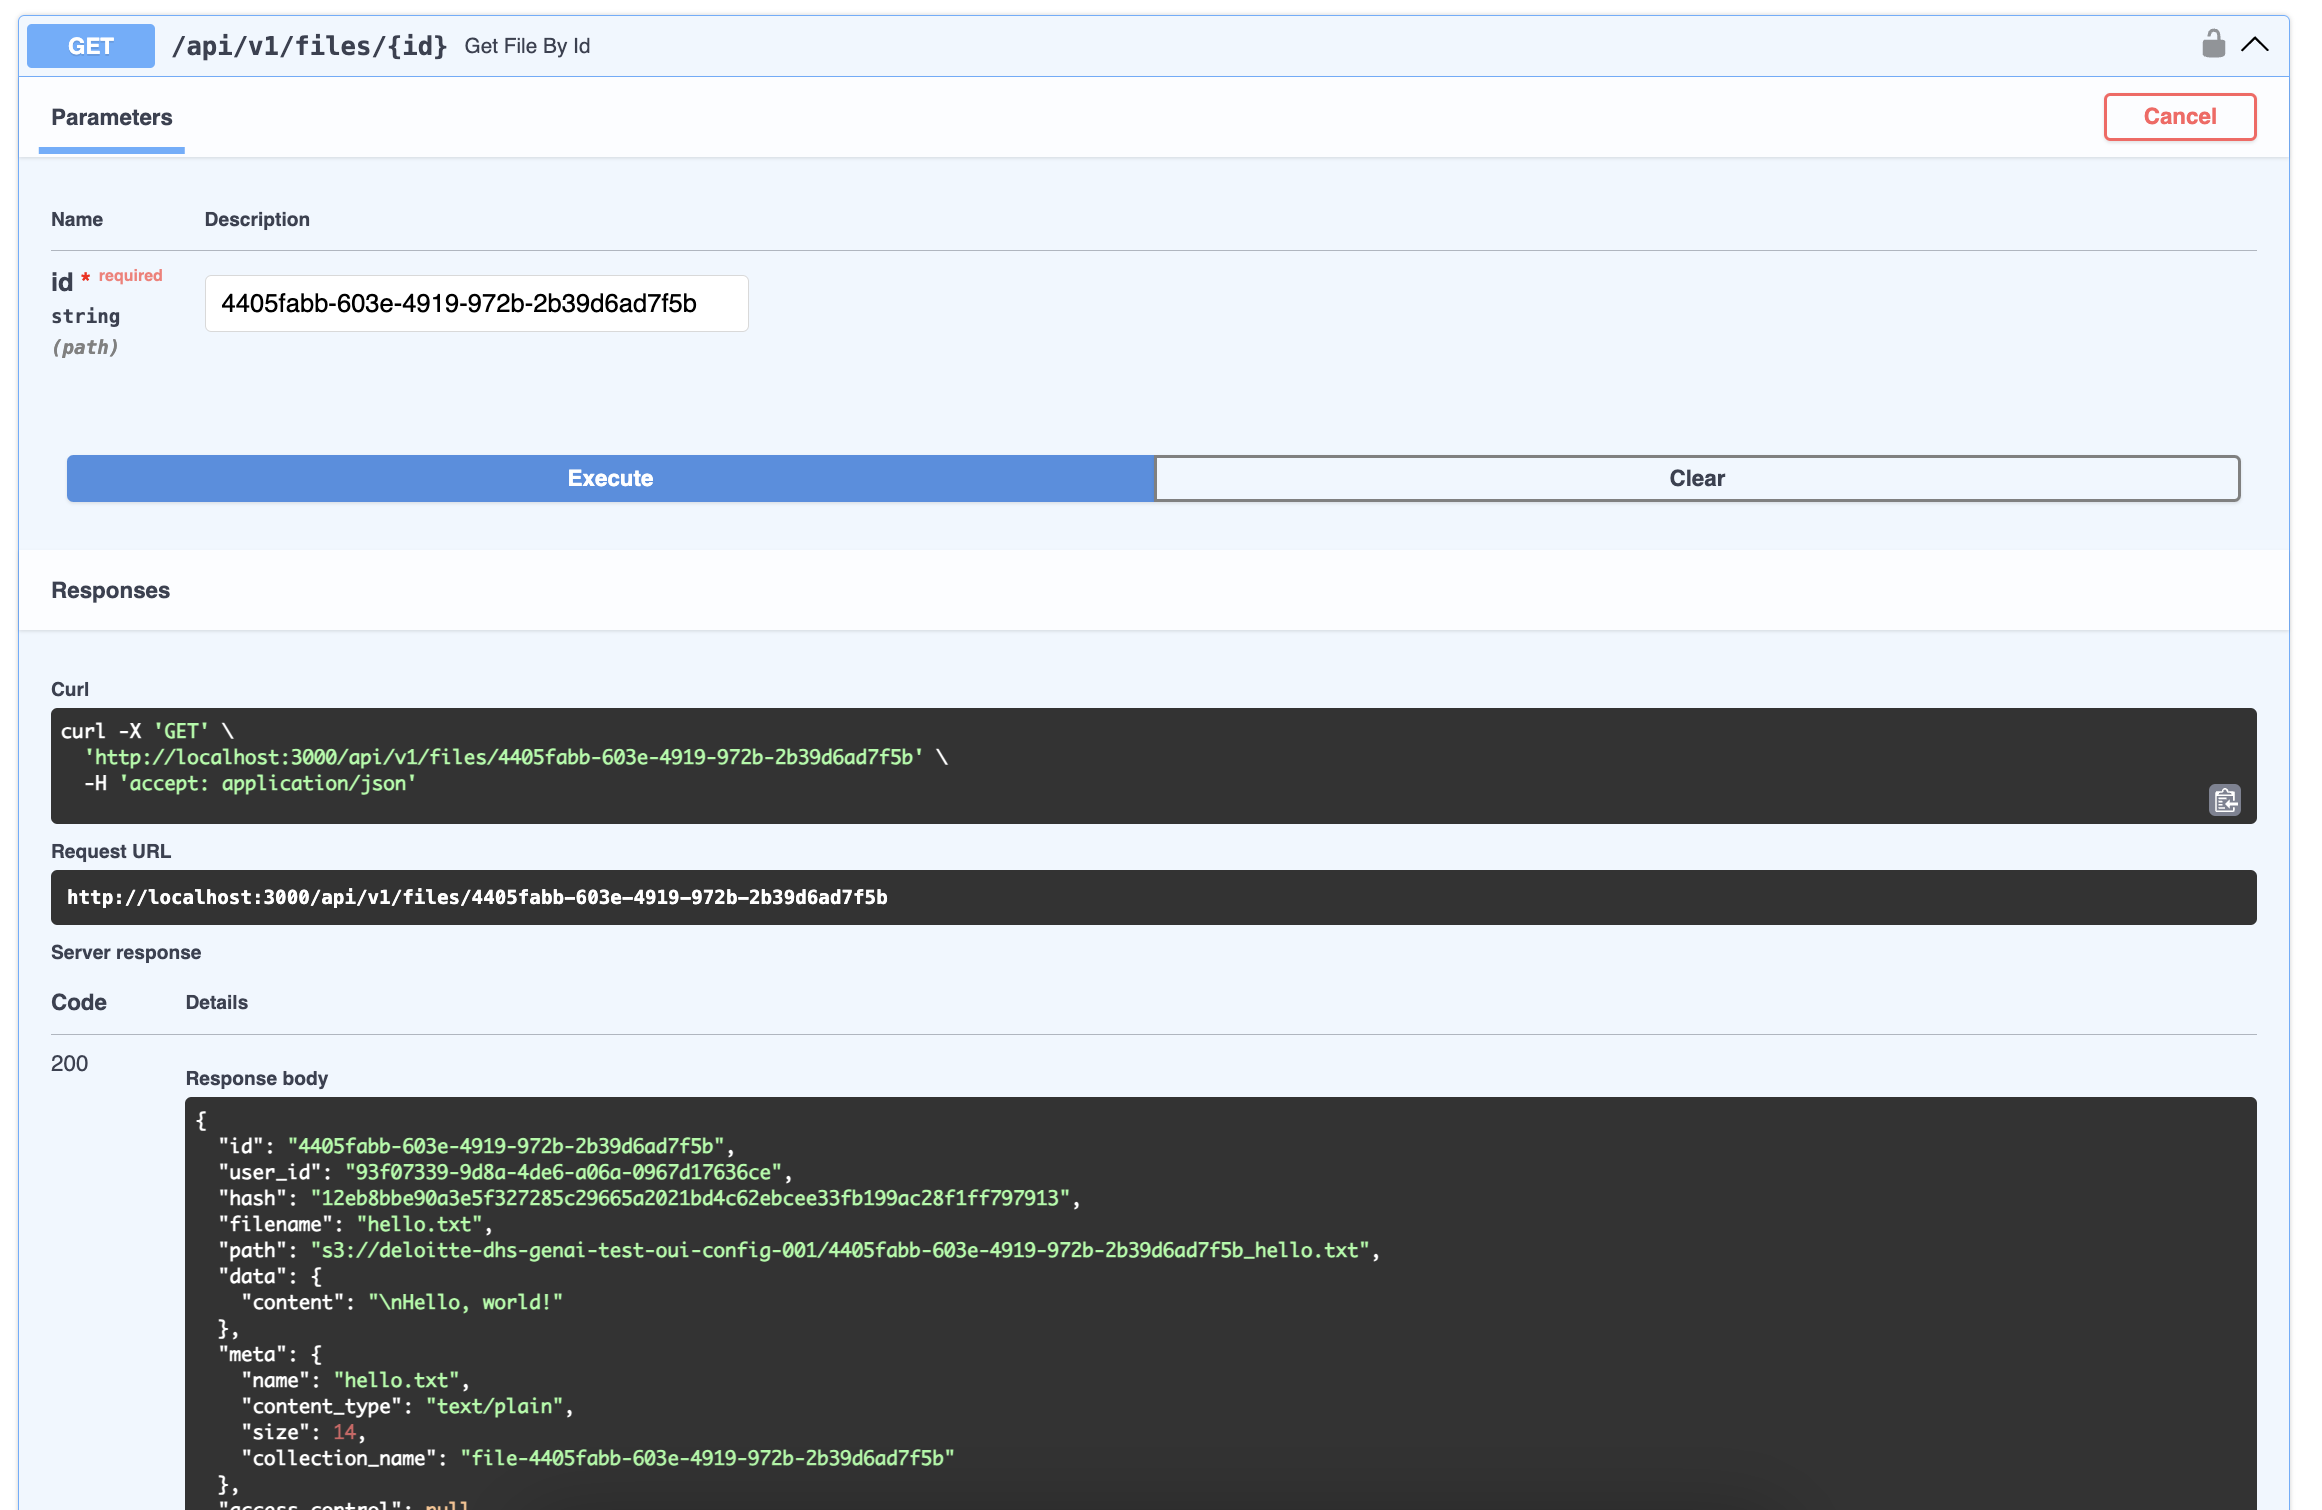 GET /api/v1/files/{id} Get File By Id
Parameters
Cancel
Name Description
id * required
string
(path)
4405fabb-603e-4919-972b-2b39d6ad7f5b
Execute
Clear
Responses
Curl
curl -X 'GET' \
'http://localhost:3000/api/v1/files/4405fabb-603e-4919-972b-2b39d6ad7f5b' \
-H 'accept: application/json'
Request URL
http://localhost:3000/api/v1/files/4405fabb-603e-4919-972b-2b39d6ad7f5b
Server response
Code Details
200
Response body
{
"id": "4405fabb-603e-4919-972b-2b39d6ad7f5b",
"user_id": "93f07339-9d8a-4de6-a06a-0967d17636ce",
"hash": "12eb8bbe90a3e5f327285c29665a2021bd4c62ebcee33fb199ac28f1ff797913",
"filename": "hello.txt",
"path": "s3://deloitte-dhs-genai-test-oui-config-001/4405fabb-603e-4919-972b-2b39d6ad7f5b_hello.txt",
"data": {
"content": "\nHello, world!"
},
"meta": {
"name": "hello.txt",
"content_type": "text/plain",
"size": 14,
"collection_name": "file-4405fabb-603e-4919-972b-2b39d6ad7f5b"
},
"access_control": null